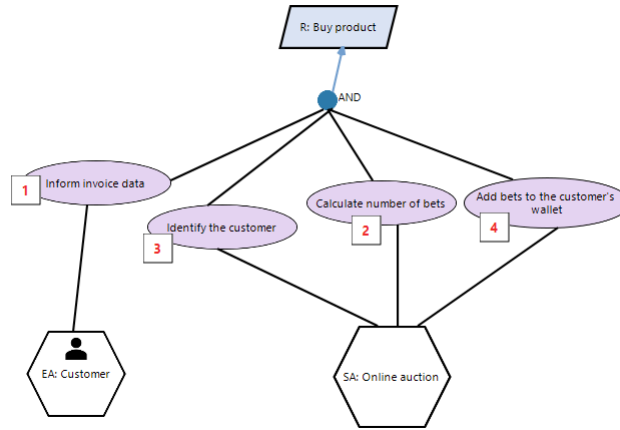 R: Buy product
AND
Inform invoice data
1
Identify the customer
3
Calculate number of bets
2
Add bets to the customer's
wallet
4
EA: Customer
SA: Online auction